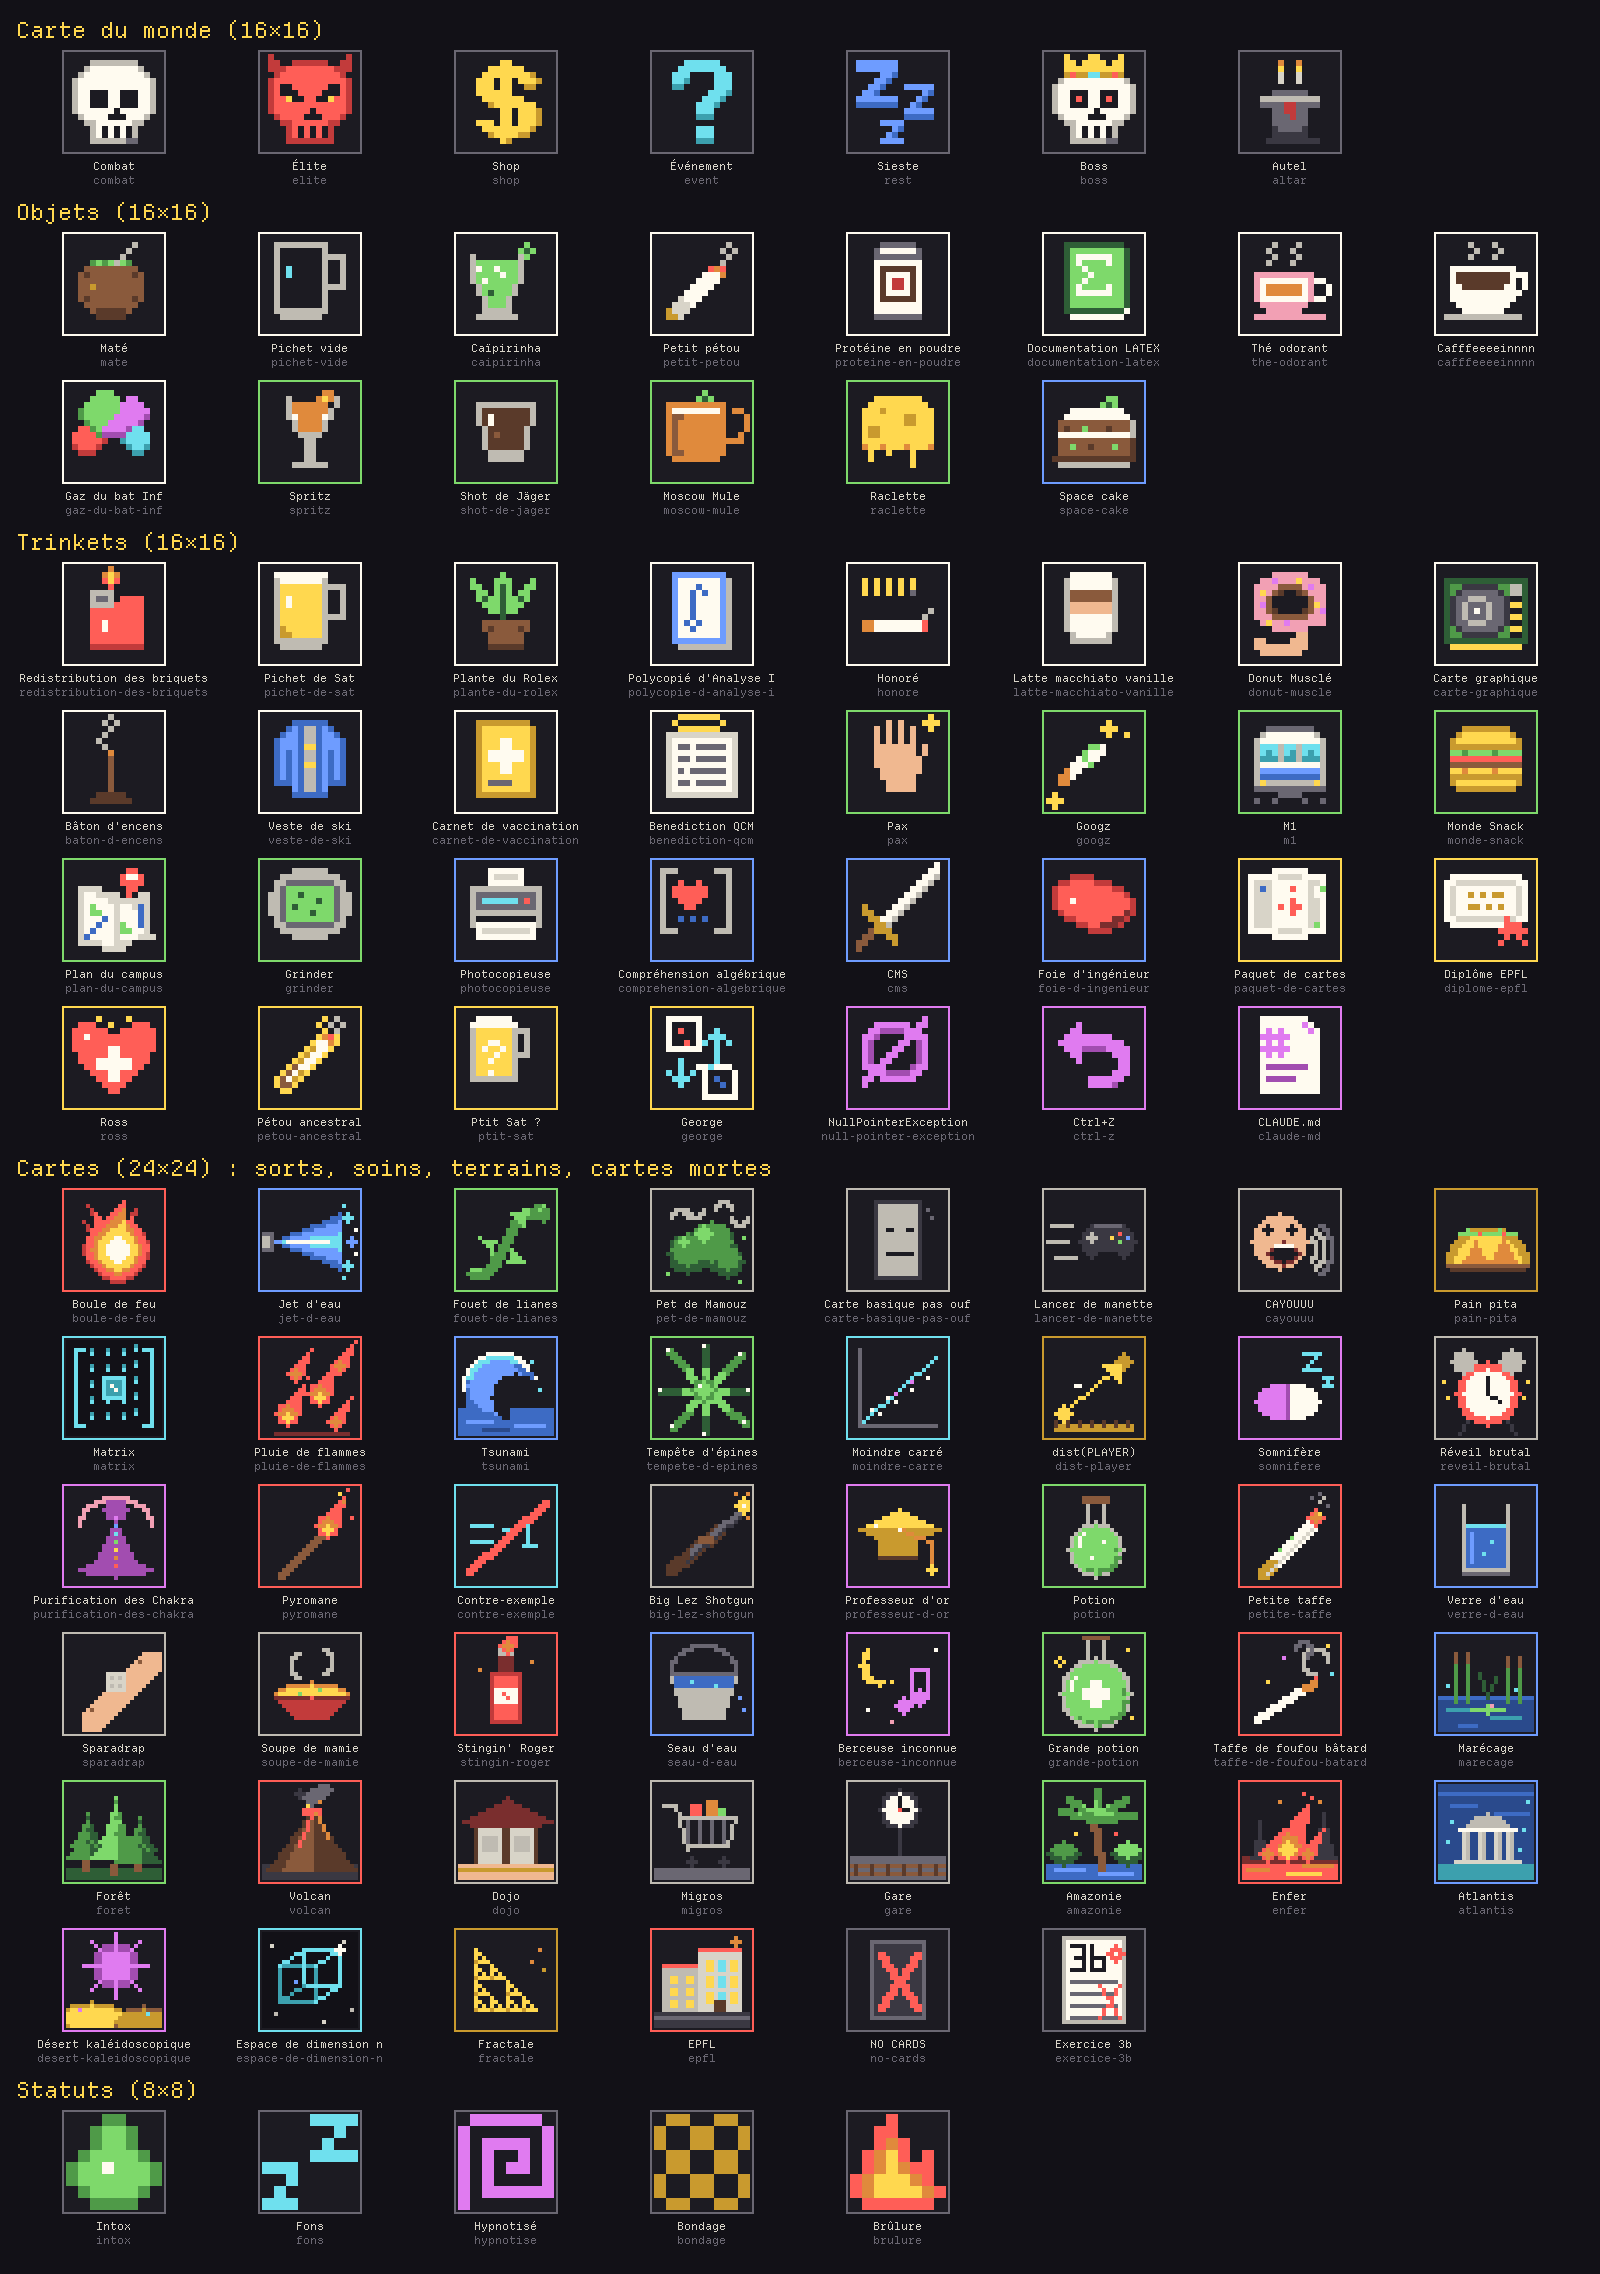 Carte du monde (16×16)
Combat Élite Shop Événement Sieste Boss Autel
combat elite shop event rest boss altar
Objets (16×16)
Maté Pichet vide Caïpirinha Petit pétou Protéine en poudre Documentation LATEX Thé odorant Cafffeeeeinnnn
mate pichet-vide caipirinha petit-petou proteine-en-poudre documentation-latex the-odorant cafffeeeeinnnn
Gaz du bat Inf Spritz Shot de Jäger Moscow Mule Raclette Space cake
gaz-du-bat-inf spritz shot-de-jager moscow-mule raclette space-cake
Trinkets (16×16)
Redistribution des briquets Pichet de Sat Plante du Rolex Polycopié d'Analyse I Honoré Latte macchiato vanille Donut Musclé Carte graphique
redistribution-des-briquets pichet-de-sat plante-du-rolex polycopie-d-analyse-i honore latte-macchiato-vanille donut-muscle carte-graphique
Bâton d'encens Veste de ski Carnet de vaccination Benediction QCM Pax Googz M1 Monde Snack
baton-d-encens veste-de-ski carnet-de-vaccination benediction-qcm pax googz m1 monde-snack
Plan du campus Grinder Photocopieuse Compréhension algébrique CMS Foie d'ingénieur Paquet de cartes Diplôme EPFL
plan-du-campus grinder photocopieuse comprehension-algebrique cms foie-d-ingenieur paquet-de-cartes diplome-epfl
Ross Pétou ancestral Ptit Sat ? George NullPointerException Ctrl+Z CLAUDE.md
ross petou-ancestral ptit-sat george null-pointer-exception ctrl-z claude-md
Cartes (24×24) : sorts, soins, terrains, cartes mortes
Boule de feu Jet d'eau Fouet de lianes Pet de Mamouz Carte basique pas ouf Lancer de manette CAYOUUU Pain pita
boule-de-feu jet-d-eau fouet-de-lianes pet-de-mamouz carte-basique-pas-ouf lancer-de-manette cayouuu pain-pita
Matrix Pluie de flammes Tsunami Tempête d'épines Moindre carré dist(PLAYER) Somnifère Réveil brutal
matrix pluie-de-flammes tsunami tempete-d-epines moindre-carre dist-player somnifere reveil-brutal
Purification des Chakra Pyromane Contre-exemple Big Lez Shotgun Professeur d'or Potion Petite taffe Verre d'eau
purification-des-chakra pyromane contre-exemple big-lez-shotgun professeur-d-or potion petite-taffe verre-d-eau
Sparadrap Soupe de mamie Stingin' Roger Seau d'eau Berceuse inconnue Grande potion Taffe de foufou bâtard Marécage
sparadrap soupe-de-mamie stingin-roger seau-d-eau berceuse-inconnue grande-potion taffe-de-foufou-batard marecage
Forêt Volcan Dojo Migros Gare Amazonie Enfer Atlantis
foret volcan dojo migros gare amazonie enfer atlantis
3b
Désert kaléidoscopique Espace de dimension n Fractale EPFL NO CARDS Exercice 3b
desert-kaleidoscopique espace-de-dimension-n fractale epfl no-cards exercice-3b
Statuts (8×8)
Intox Fons Hypnotisé Bondage Brûlure
intox fons hypnotise bondage brulure